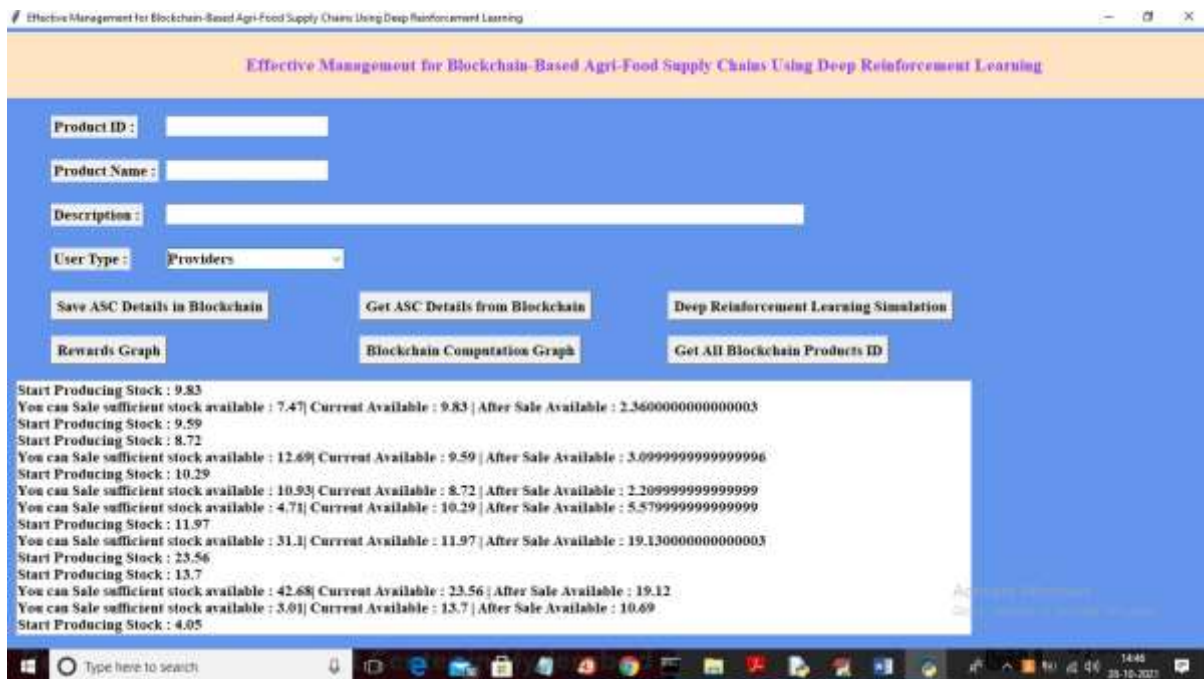 Effective Management for Blockchain-Based Agri-Food Supply Chains Using Deep Reinforcement Learning
Effective Management for Blockchain-Based Agri-Food Supply Chains Using Deep Reinforcement Learning
Product ID :
Product Name :
Description :
User Type : Providers
Save ASC Details in Blockchain Get ASC Details from Blockchain Deep Reinforcement Learning Simulation
Rewards Graph Blockchain Computation Graph Get All Blockchain Products ID
Start Producing Stock : 9.83
You can Sale sufficient stock available : 7.47| Current Available : 9.83 | After Sale Available : 2.3600000000000003
Start Producing Stock : 9.59
Start Producing Stock : 8.72
You can Sale sufficient stock available : 12.69| Current Available : 9.59 | After Sale Available : 3.0999999999999996
Start Producing Stock : 10.29
You can Sale sufficient stock available : 10.93| Current Available : 8.72 | After Sale Available : 2.209999999999999
You can Sale sufficient stock available : 4.71| Current Available : 10.29 | After Sale Available : 5.579999999999999
Start Producing Stock : 11.97
You can Sale sufficient stock available : 31.1| Current Available : 11.97 | After Sale Available : 19.130000000000003
Start Producing Stock : 23.56
Start Producing Stock : 13.7
You can Sale sufficient stock available : 42.68| Current Available : 23.56 | After Sale Available : 19.12
You can Sale sufficient stock available : 3.01| Current Available : 13.7 | After Sale Available : 10.69
Start Producing Stock : 4.05
Type here to search
14:46
28-10-2021